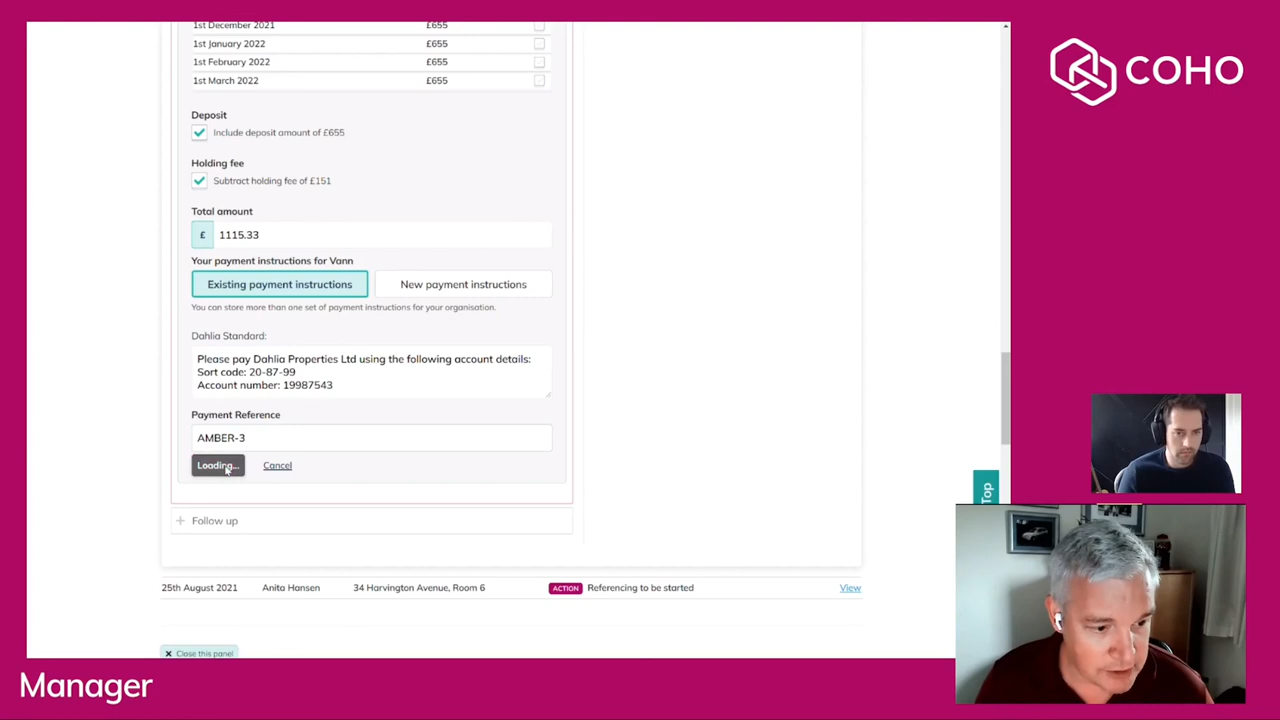 1st December 2021 £655
1st January 2022 £655
1st February 2022 £655
1st March 2022 £655
Deposit
Include deposit amount of £655
Holding fee
Subtract holding fee of £151
Total amount
£ 1115.33
Your payment instructions for Vann
Existing payment instructions New payment instructions
You can store more than one set of payment instructions for your organisation.
Dahlia Standard:
Please pay Dahlia Properties Ltd using the following account details:
Sort code: 20-87-99
Account number: 19987543
Payment Reference
AMBER-3
Loading... Cancel
+ Follow up
25th August 2021 Anita Hansen 34 Harvington Avenue, Room 6 ACTION Referencing to be started View
× Close this panel
Top
COHO
Manager